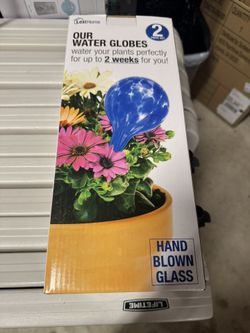 LeaHome
2
OUR
WATER GLOBES
water your plants perfectly
for up to 2 weeks for you!
HAND
BLOWN
GLASS
LIFETIME